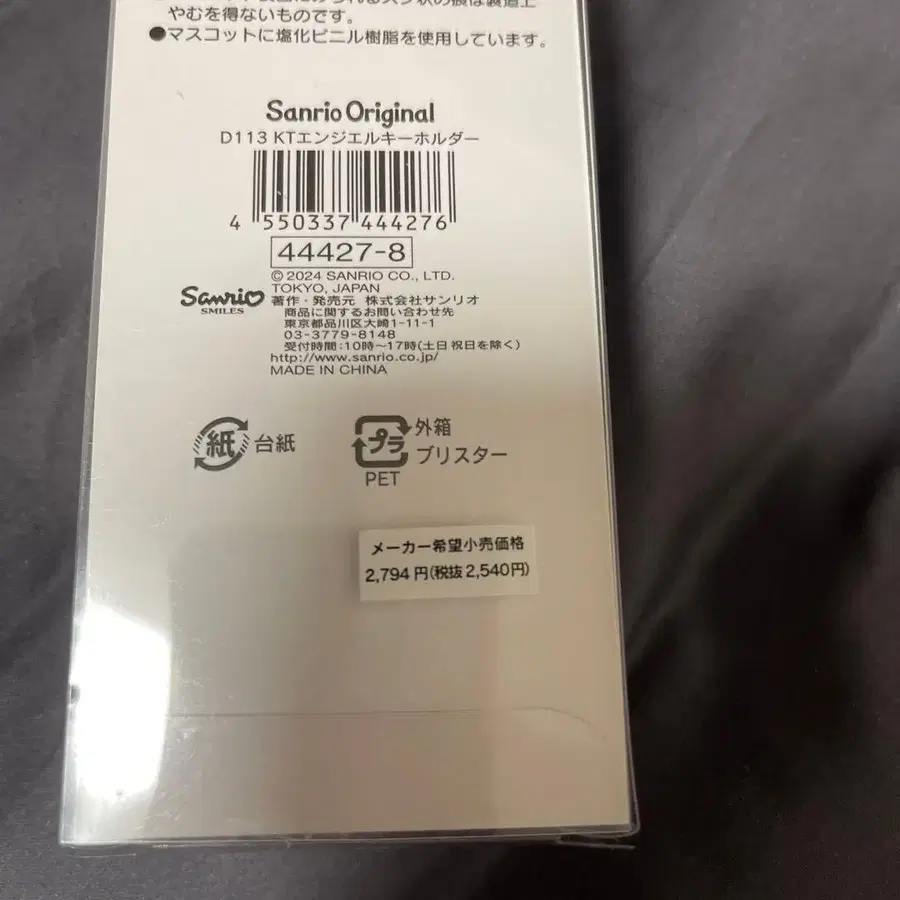 やむを得ないものです。
●マスコットに塩化ビニル樹脂を使用しています。
Sanrio Original
D113 KTエンジェルキーホルダー
4 550337 444276
44427-8
© 2024 SANRIO CO., LTD.
TOKYO, JAPAN
Sanrio
SMILES
著作・発売元 株式会社サンリオ
商品に関するお問い合わせ先
東京都品川区大崎1-11-1
03-3779-8148
受付時間：10時～17時(土日祝日を除く)
http://www.sanrio.co.jp/
MADE IN CHINA
紙 台紙
プラ 外箱
ブリスター
PET
メーカー希望小売価格
2,794円(税抜2,540円)